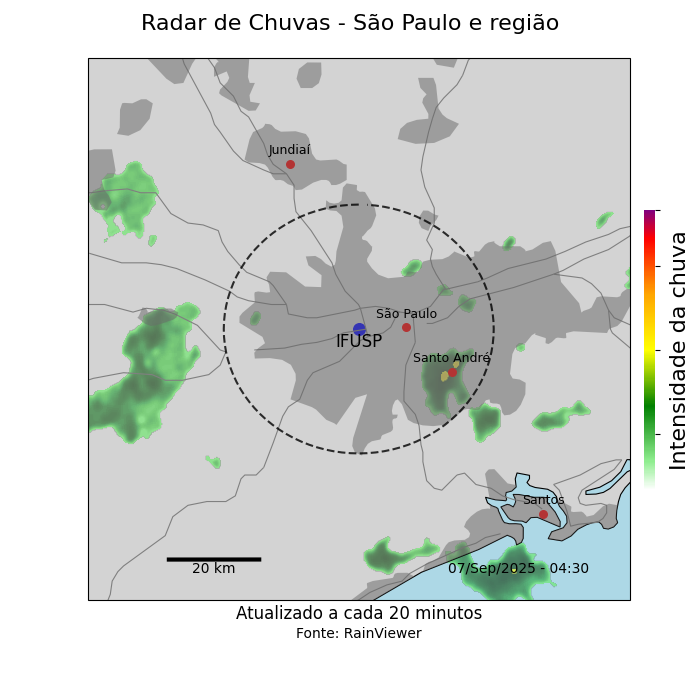 Radar de Chuvas - São Paulo e região
Jundiaí
São Paulo
IFUSP
Santo André
Santos
20 km
07/Sep/2025 - 04:30
Intensidade da chuva
Atualizado a cada 20 minutos
Fonte: RainViewer